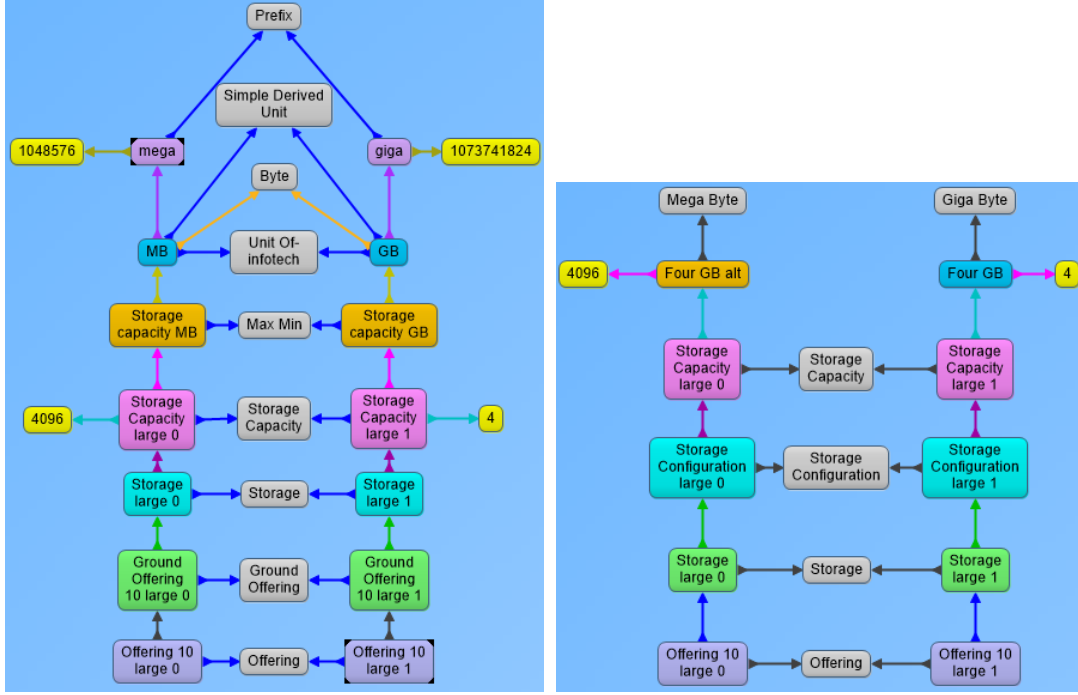 Prefix
Simple Derived
Unit
1048576
mega
giga
1073741824
Byte
MB
Unit Of-
infotech
GB
Storage
capacity MB
Max Min
Storage
capacity GB
4096
Storage
Capacity
large 0
Storage
Capacity
Storage
Capacity
large 1
4
Storage
large 0
Storage
Storage
large 1
Ground
Offering
10 large 0
Ground
Offering
Ground
Offering
10 large 1
Offering 10
large 0
Offering
Offering 10
large 1
Mega Byte
Giga Byte
4096
Four GB alt
Four GB
4
Storage
Capacity
large 0
Storage
Capacity
Storage
Capacity
large 1
Storage
Configuration
large 0
Storage
Configuration
Storage
Configuration
large 1
Storage
large 0
Storage
Storage
large 1
Offering 10
large 0
Offering
Offering 10
large 1